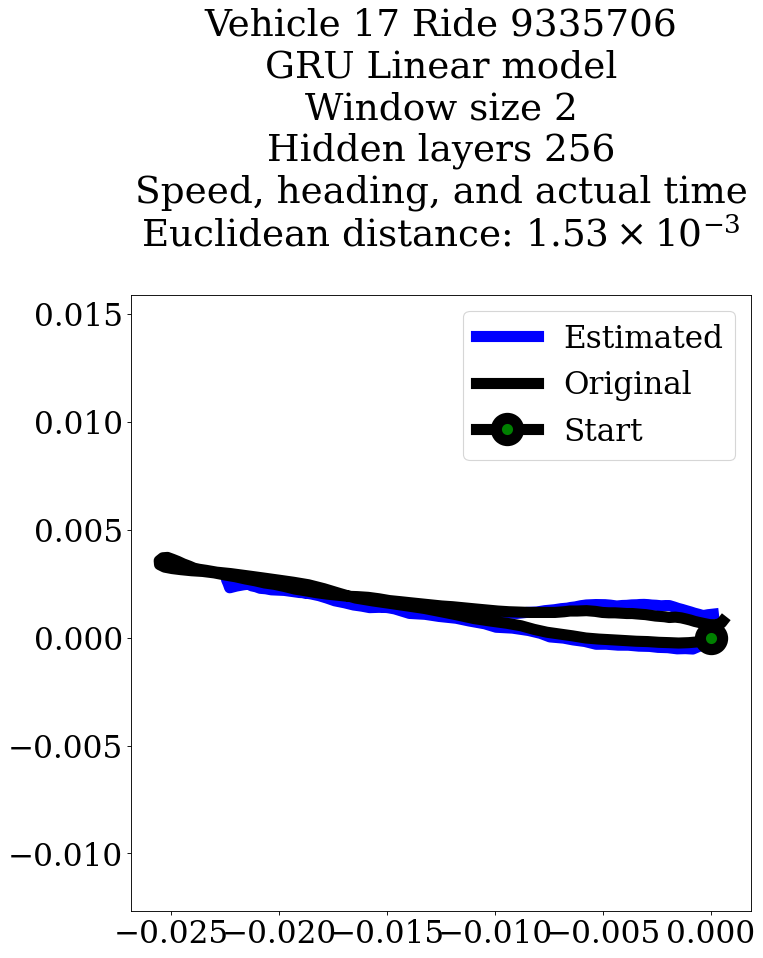 Vehicle 17 Ride 9335706
GRU Linear model
Window size 2
Hidden layers 256
Speed, heading, and actual time
Euclidean distance: 1.53 × 10⁻³
0.015
0.010
0.005
0.000
−0.005
−0.010
Estimated
Original
Start
−0.025 −0.020 −0.015 −0.010 −0.005 0.000